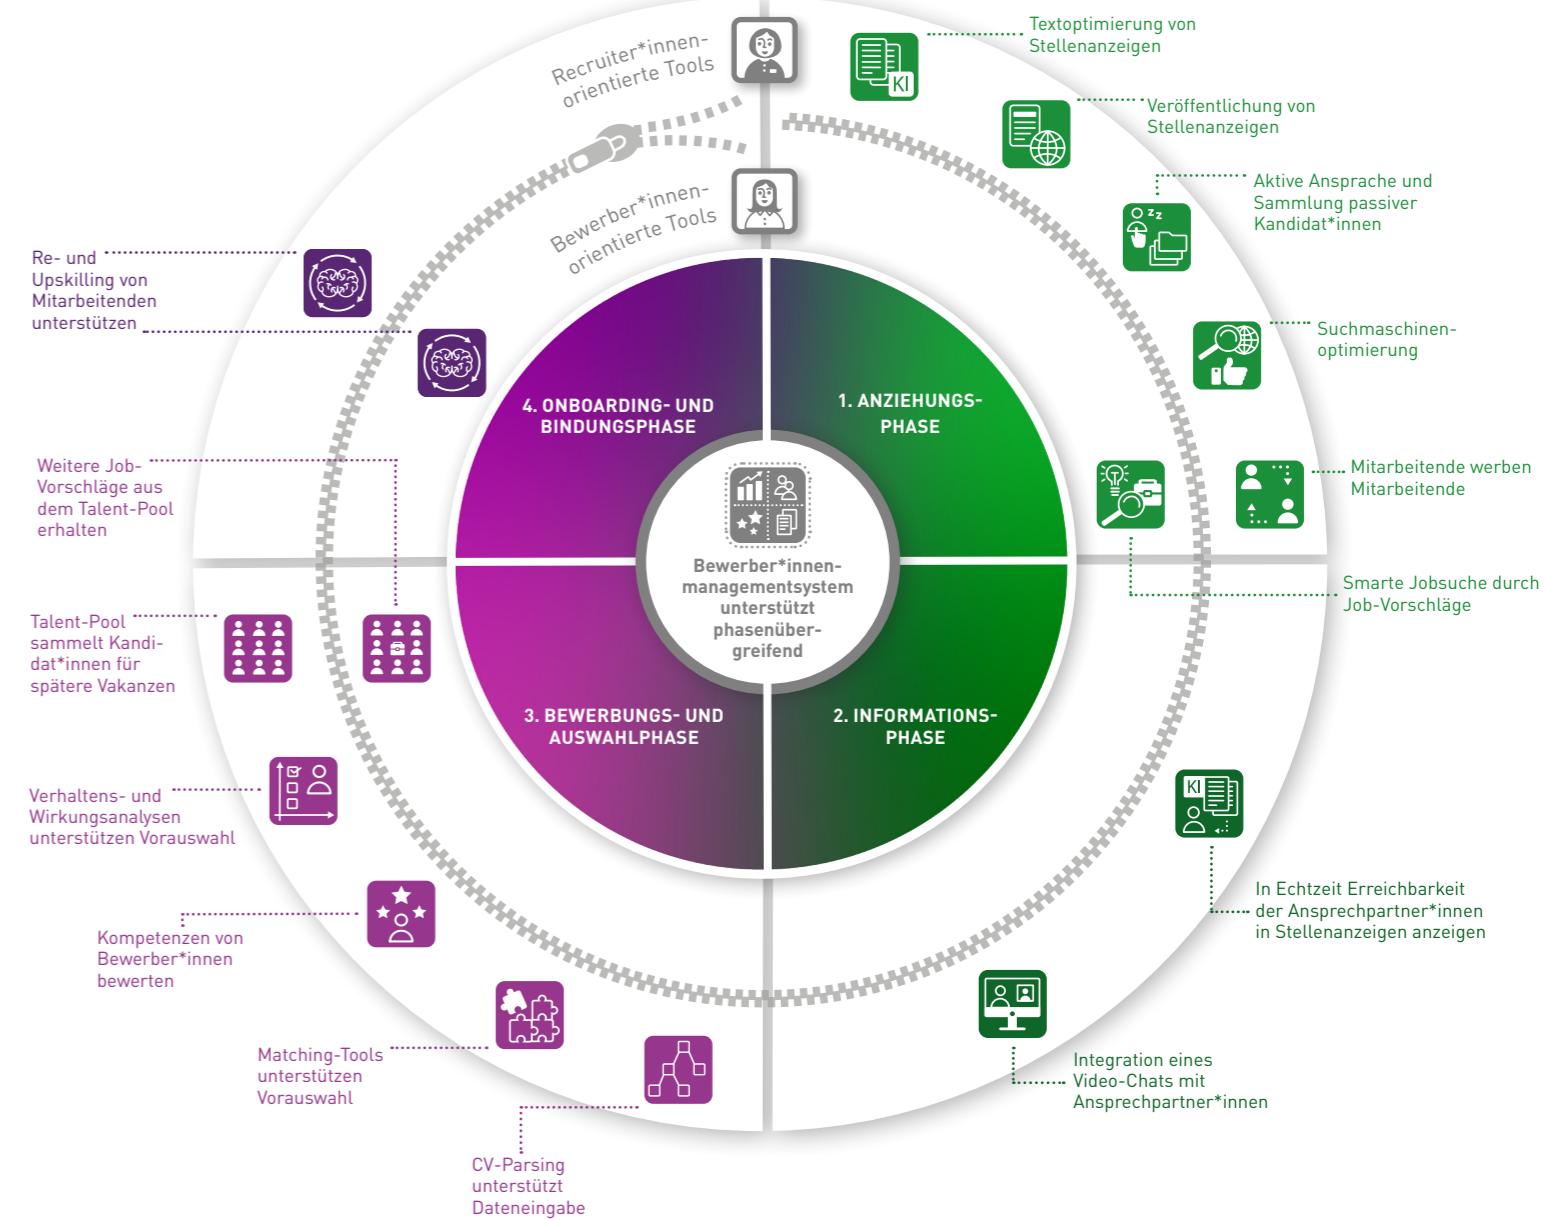 Recruiter*innen-
orientierte Tools
Bewerber*innen-
orientierte Tools
KI
Textoptimierung von
Stellenanzeigen
Veröffentlichung von
Stellenanzeigen
zz
Aktive Ansprache und
Sammlung passiver
Kandidat*innen
Suchmaschinen-
optimierung
Mitarbeitende werben
Mitarbeitende
Smarte Jobsuche durch
Job-Vorschläge
1. ANZIEHUNGS-
PHASE
2. INFORMATIONS-
PHASE
KI
In Echtzeit Erreichbarkeit
der Ansprechpartner*innen
in Stellenanzeigen anzeigen
Integration eines
Video-Chats mit
Ansprechpartner*innen
3. BEWERBUNGS- UND
AUSWAHLPHASE
CV-Parsing
unterstützt
Dateneingabe
Matching-Tools
unterstützen
Vorauswahl
Kompetenzen von
Bewerber*innen
bewerten
Verhaltens- und
Wirkungsanalysen
unterstützen Vorauswahl
Talent-Pool
sammelt Kandi-
dat*innen für
spätere Vakanzen
Weitere Job-
Vorschläge aus
dem Talent-Pool
erhalten
4. ONBOARDING- UND
BINDUNGSPHASE
Re- und
Upskilling von
Mitarbeitenden
unterstützen
Bewerber*innen-
managementsystem
unterstützt
phasenüber-
greifend